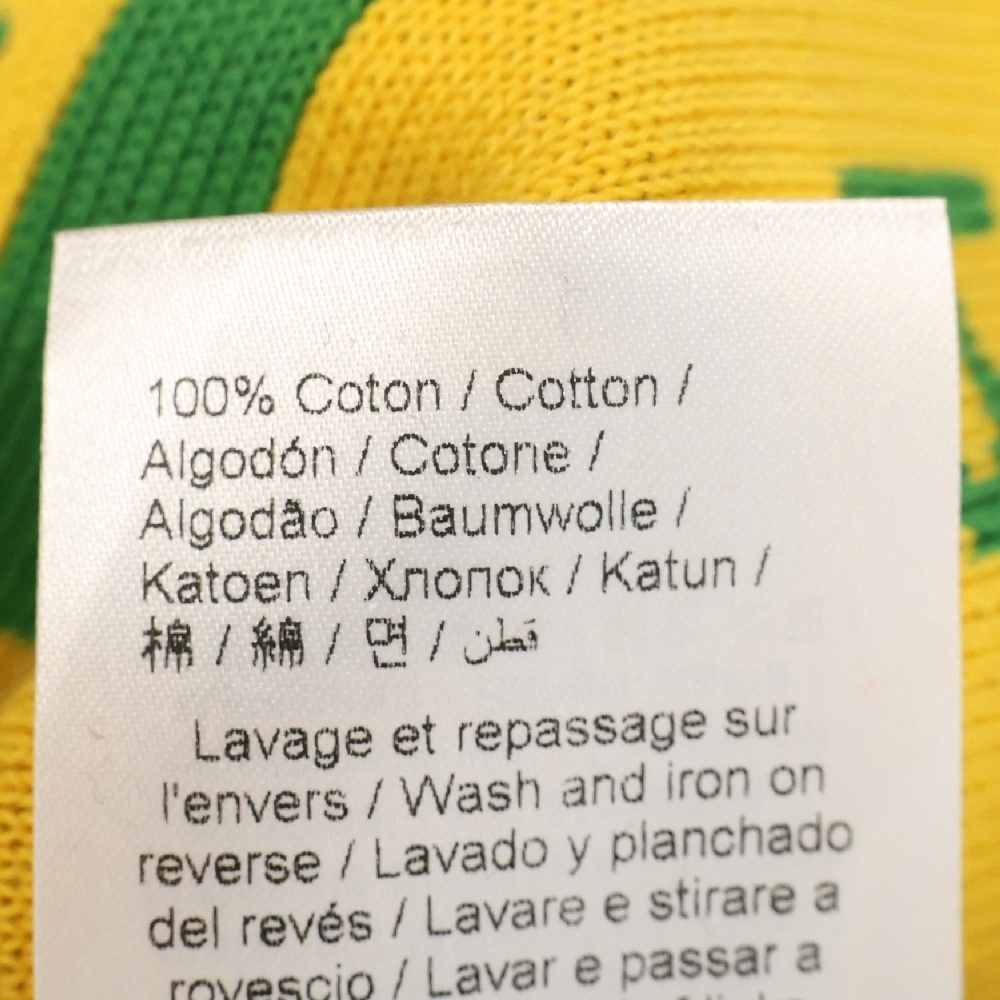 100% Coton / Cotton /
Algodón / Cotone /
Algodão / Baumwolle /
Katoen / Хлопок / Katun /
棉 / 綿 / 면 / قطن
Lavage et repassage sur
l'envers / Wash and iron on
reverse / Lavado y planchado
del revés / Lavare e stirare a
rovescio / Lavar e passar a